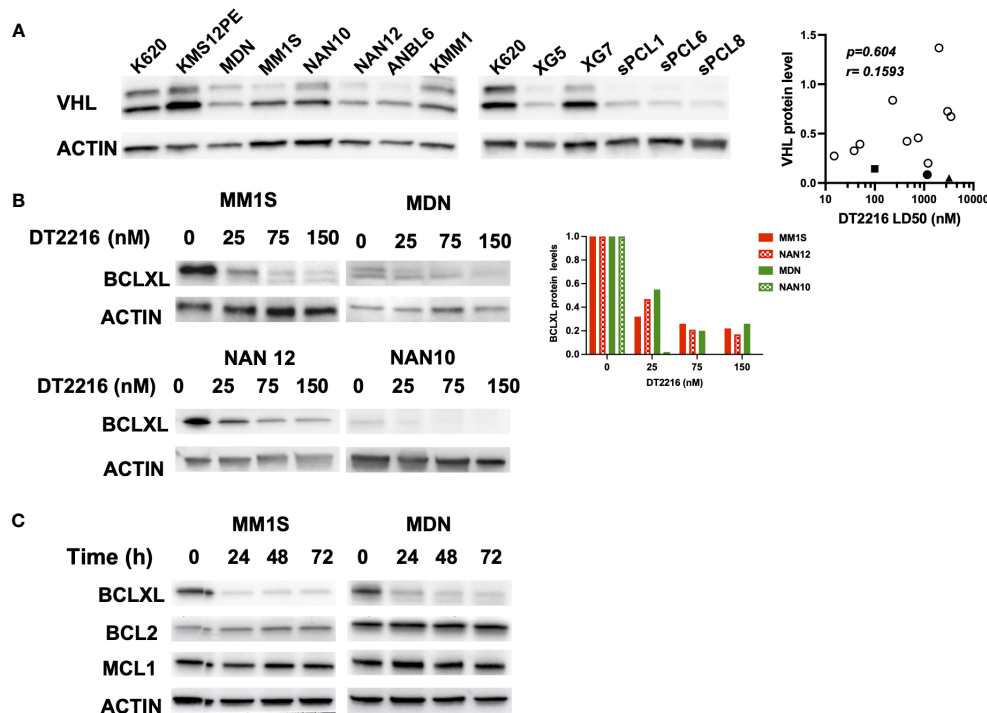 A
K620 KMS12PE MDN MM1S NAN10 NAN12 ANBL6 KMM1 K620 XG5 XG7 sPCL1 sPCL6 sPCL8
VHL
ACTIN
VHL protein level
1.5
1.0
0.5
0.0
p=0.604
r= 0.1593
10 100 1000 10000
DT2216 LD50 (nM)
B
MM1S MDN
DT2216 (nM) 0 25 75 150 0 25 75 150
BCLXL
ACTIN
NAN 12 NAN10
DT2216 (nM) 0 25 75 150 0 25 75 150
BCLXL
ACTIN
BCLXL protein levels
1.0
0.8
0.6
0.4
0.2
0.0
0 25 75 150
DT2216 (nM)
MM1S
NAN12
MDN
NAN10
C
MM1S MDN
Time (h) 0 24 48 72 0 24 48 72
BCLXL
BCL2
MCL1
ACTIN